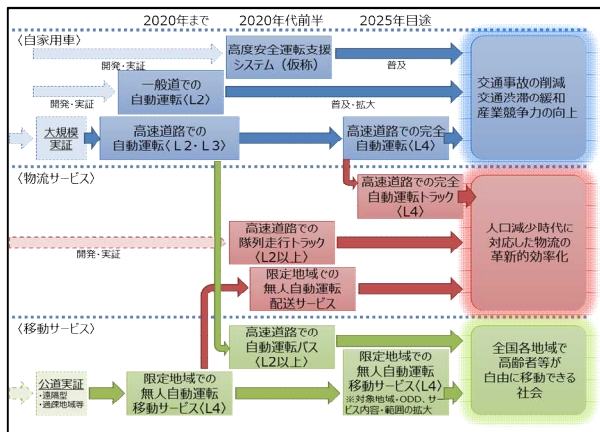 2020年まで
2020年代前半
2025年目途
〈自家用車〉
高度安全運転支援
システム（仮称）
開発・実証
普及
一般道での
自動運転〈L2〉
開発・実証
普及・拡大
交通事故の削減
交通渋滞の緩和
産業競争力の向上
大規模
実証
高速道路での
自動運転〈L2・L3〉
高速道路での完全
自動運転〈L4〉
〈物流サービス〉
高速道路での完全
自動運転トラック
〈L4〉
高速道路での
隊列走行トラック
〈L2以上〉
開発・実証
限定地域での
無人自動運転
配送サービス
人口減少時代に
対応した物流の
革新的効率化
〈移動サービス〉
高速道路での
自動運転バス
〈L2以上〉
公道実証
・遠隔型
・過疎地域等
限定地域での
無人自動運転
移動サービス〈L4〉
限定地域での
無人自動運転
移動サービス〈L4〉
※対象地域・ODD、サー
ビス内容・範囲の拡大
全国各地域で
高齢者等が
自由に移動できる
社会